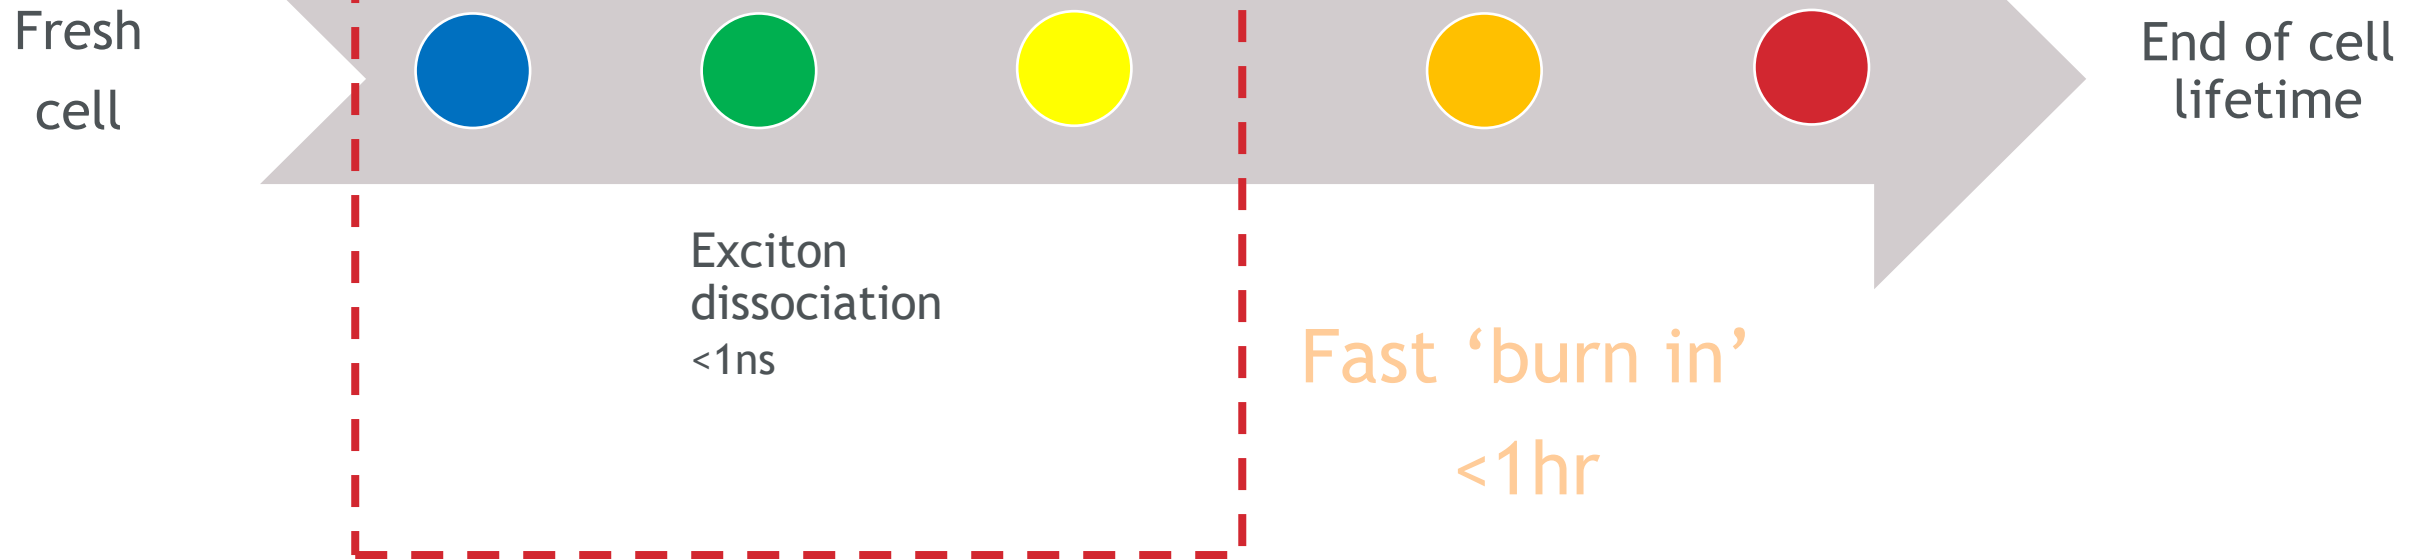 Fresh
cell
End of cell
lifetime
Exciton
dissociation
<1ns
Fast ‘burn in’
<1hr